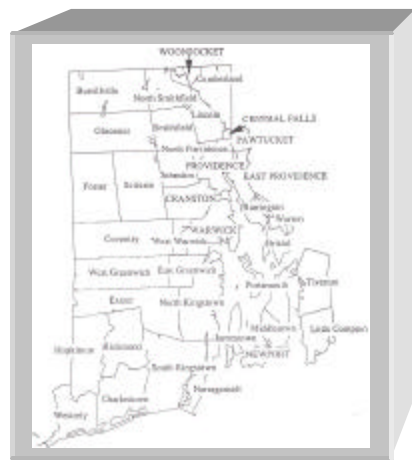 WOONSOCKET
Cumberland
Burrillville
North Smithfield
Lincoln
CENTRAL FALLS
Glocester
Smithfield
PAWTUCKET
North Providence
PROVIDENCE
Johnston
EAST PROVIDENCE
Foster
Scituate
CRANSTON
Barrington
Warren
WARWICK
Coventry
West Warwick
Bristol
West Greenwich
East Greenwich
Portsmouth
Tiverton
Exeter
North Kingstown
Middletown
Little Compton
Jamestown
Hopkinton
Richmond
NEWPORT
South Kingstown
Narragansett
Charlestown
Westerly